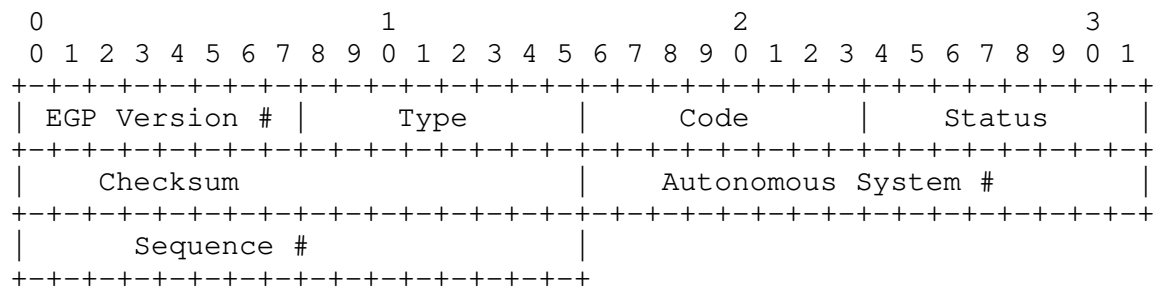 0                   1                   2                   3
 0 1 2 3 4 5 6 7 8 9 0 1 2 3 4 5 6 7 8 9 0 1 2 3 4 5 6 7 8 9 0 1
+-+-+-+-+-+-+-+-+-+-+-+-+-+-+-+-+-+-+-+-+-+-+-+-+-+-+-+-+-+-+-+-+
| EGP Version # |     Type      |     Code      |    Status     |
+-+-+-+-+-+-+-+-+-+-+-+-+-+-+-+-+-+-+-+-+-+-+-+-+-+-+-+-+-+-+-+-+
|    Checksum                   |    Autonomous System #        |
+-+-+-+-+-+-+-+-+-+-+-+-+-+-+-+-+-+-+-+-+-+-+-+-+-+-+-+-+-+-+-+-+
|      Sequence #               |
+-+-+-+-+-+-+-+-+-+-+-+-+-+-+-+-+